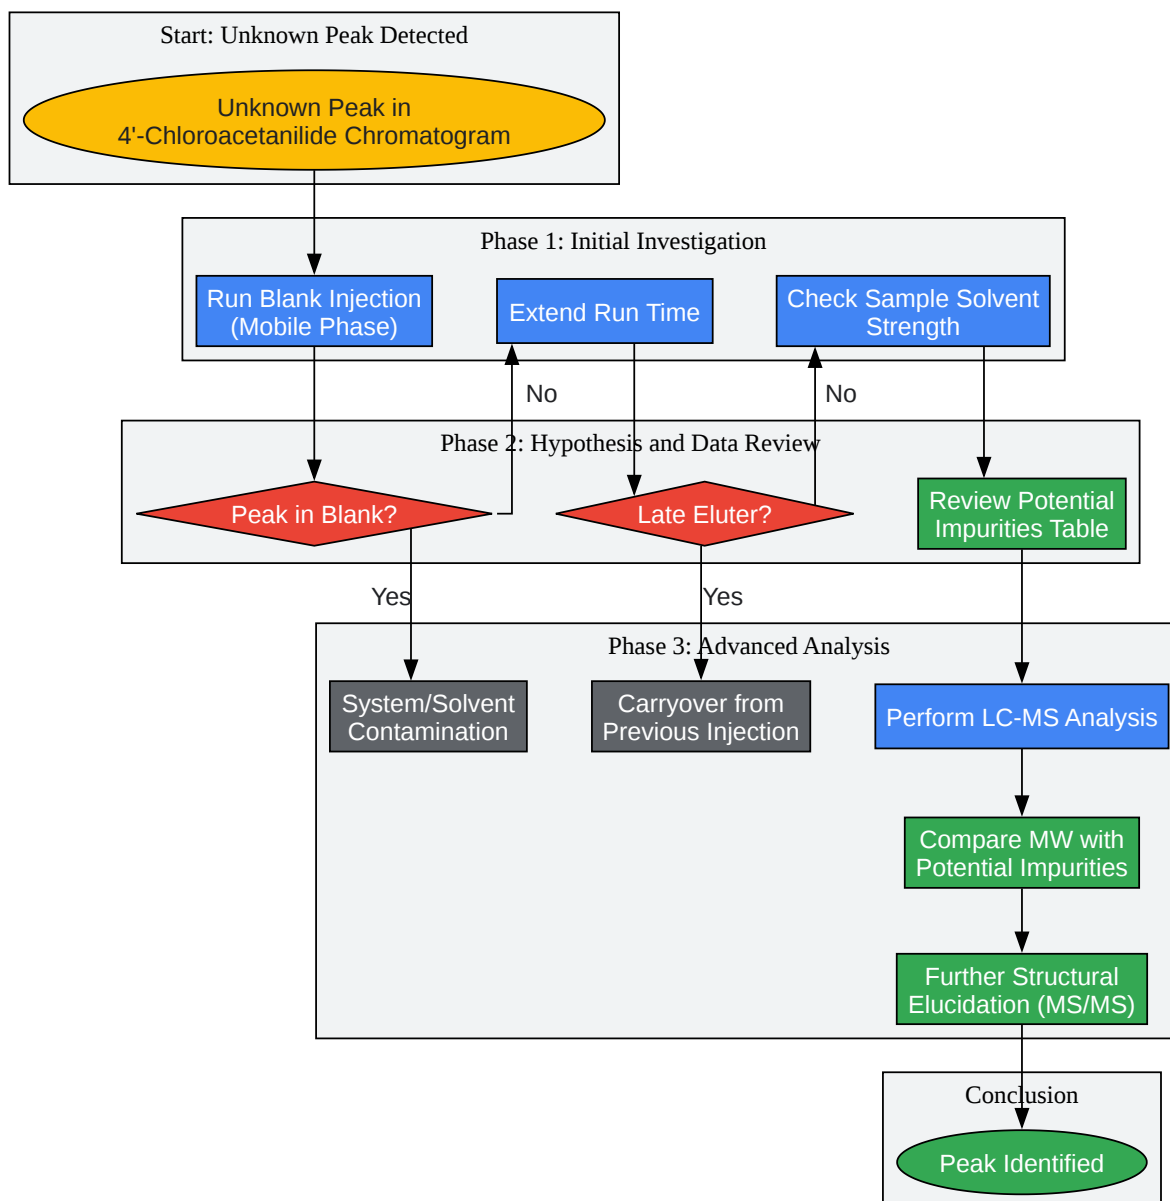 Start: Unknown Peak Detected
Unknown Peak in
4'-Chloroacetanilide Chromatogram
Phase 1: Initial Investigation
Run Blank Injection
(Mobile Phase)
Extend Run Time
Check Sample Solvent
Strength
No
No
Phase 2: Hypothesis and Data Review
Peak in Blank?
Late Eluter?
Review Potential
Impurities Table
Yes
Yes
Phase 3: Advanced Analysis
System/Solvent
Contamination
Carryover from
Previous Injection
Perform LC-MS Analysis
Compare MW with
Potential Impurities
Further Structural
Elucidation (MS/MS)
Conclusion
Peak Identified